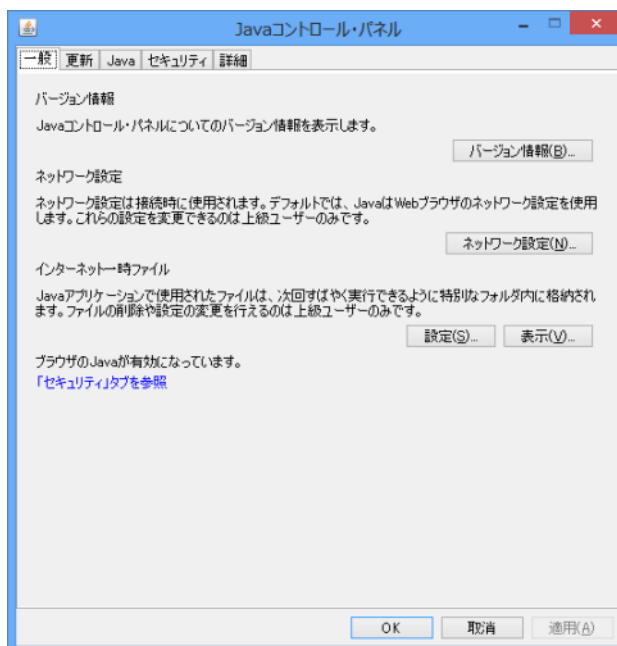 Javaコントロール・パネル
一般 更新 Java セキュリティ 詳細
バージョン情報
Javaコントロール・パネルについてのバージョン情報を表示します。
バージョン情報(B)...
ネットワーク設定
ネットワーク設定は接続時に使用されます。デフォルトでは、JavaはWebブラウザのネットワーク設定を使用
します。これらの設定を変更できるのは上級ユーザーのみです。
ネットワーク設定(N)...
インターネット一時ファイル
Javaアプリケーションで使用されたファイルは、次回すばやく実行できるように特別なフォルダ内に格納され
ます。ファイルの削除や設定の変更を行えるのは上級ユーザーのみです。
設定(S)... 表示(V)...
ブラウザのJavaが有効になっています。
「セキュリティ」タブを参照
OK 取消 適用(A)